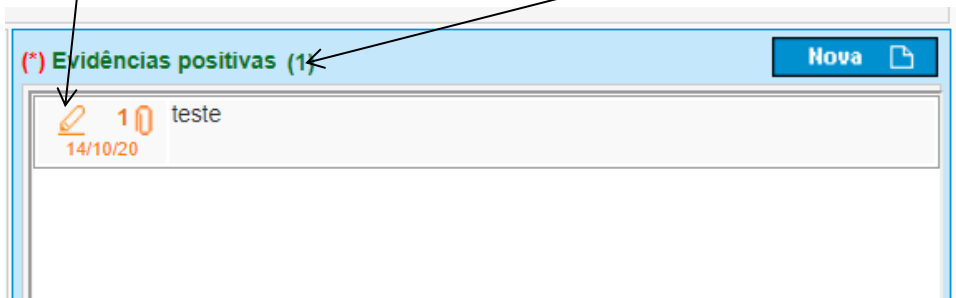 (*) Evidências positivas (1)
Nova
1 teste
14/10/20